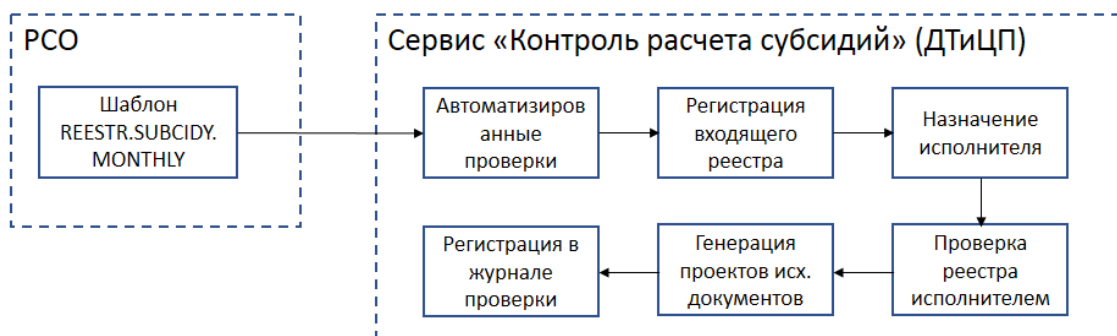 РСО
Сервис «Контроль расчета субсидий» (ДТиЦП)
Шаблон
REESTR.SUBCIDY.
MONTHLY
Автоматизиров
анные
проверки
Регистрация
входящего
реестра
Назначение
исполнителя
Регистрация в
журнале
проверки
Генерация
проектов исх.
документов
Проверка
реестра
исполнителем